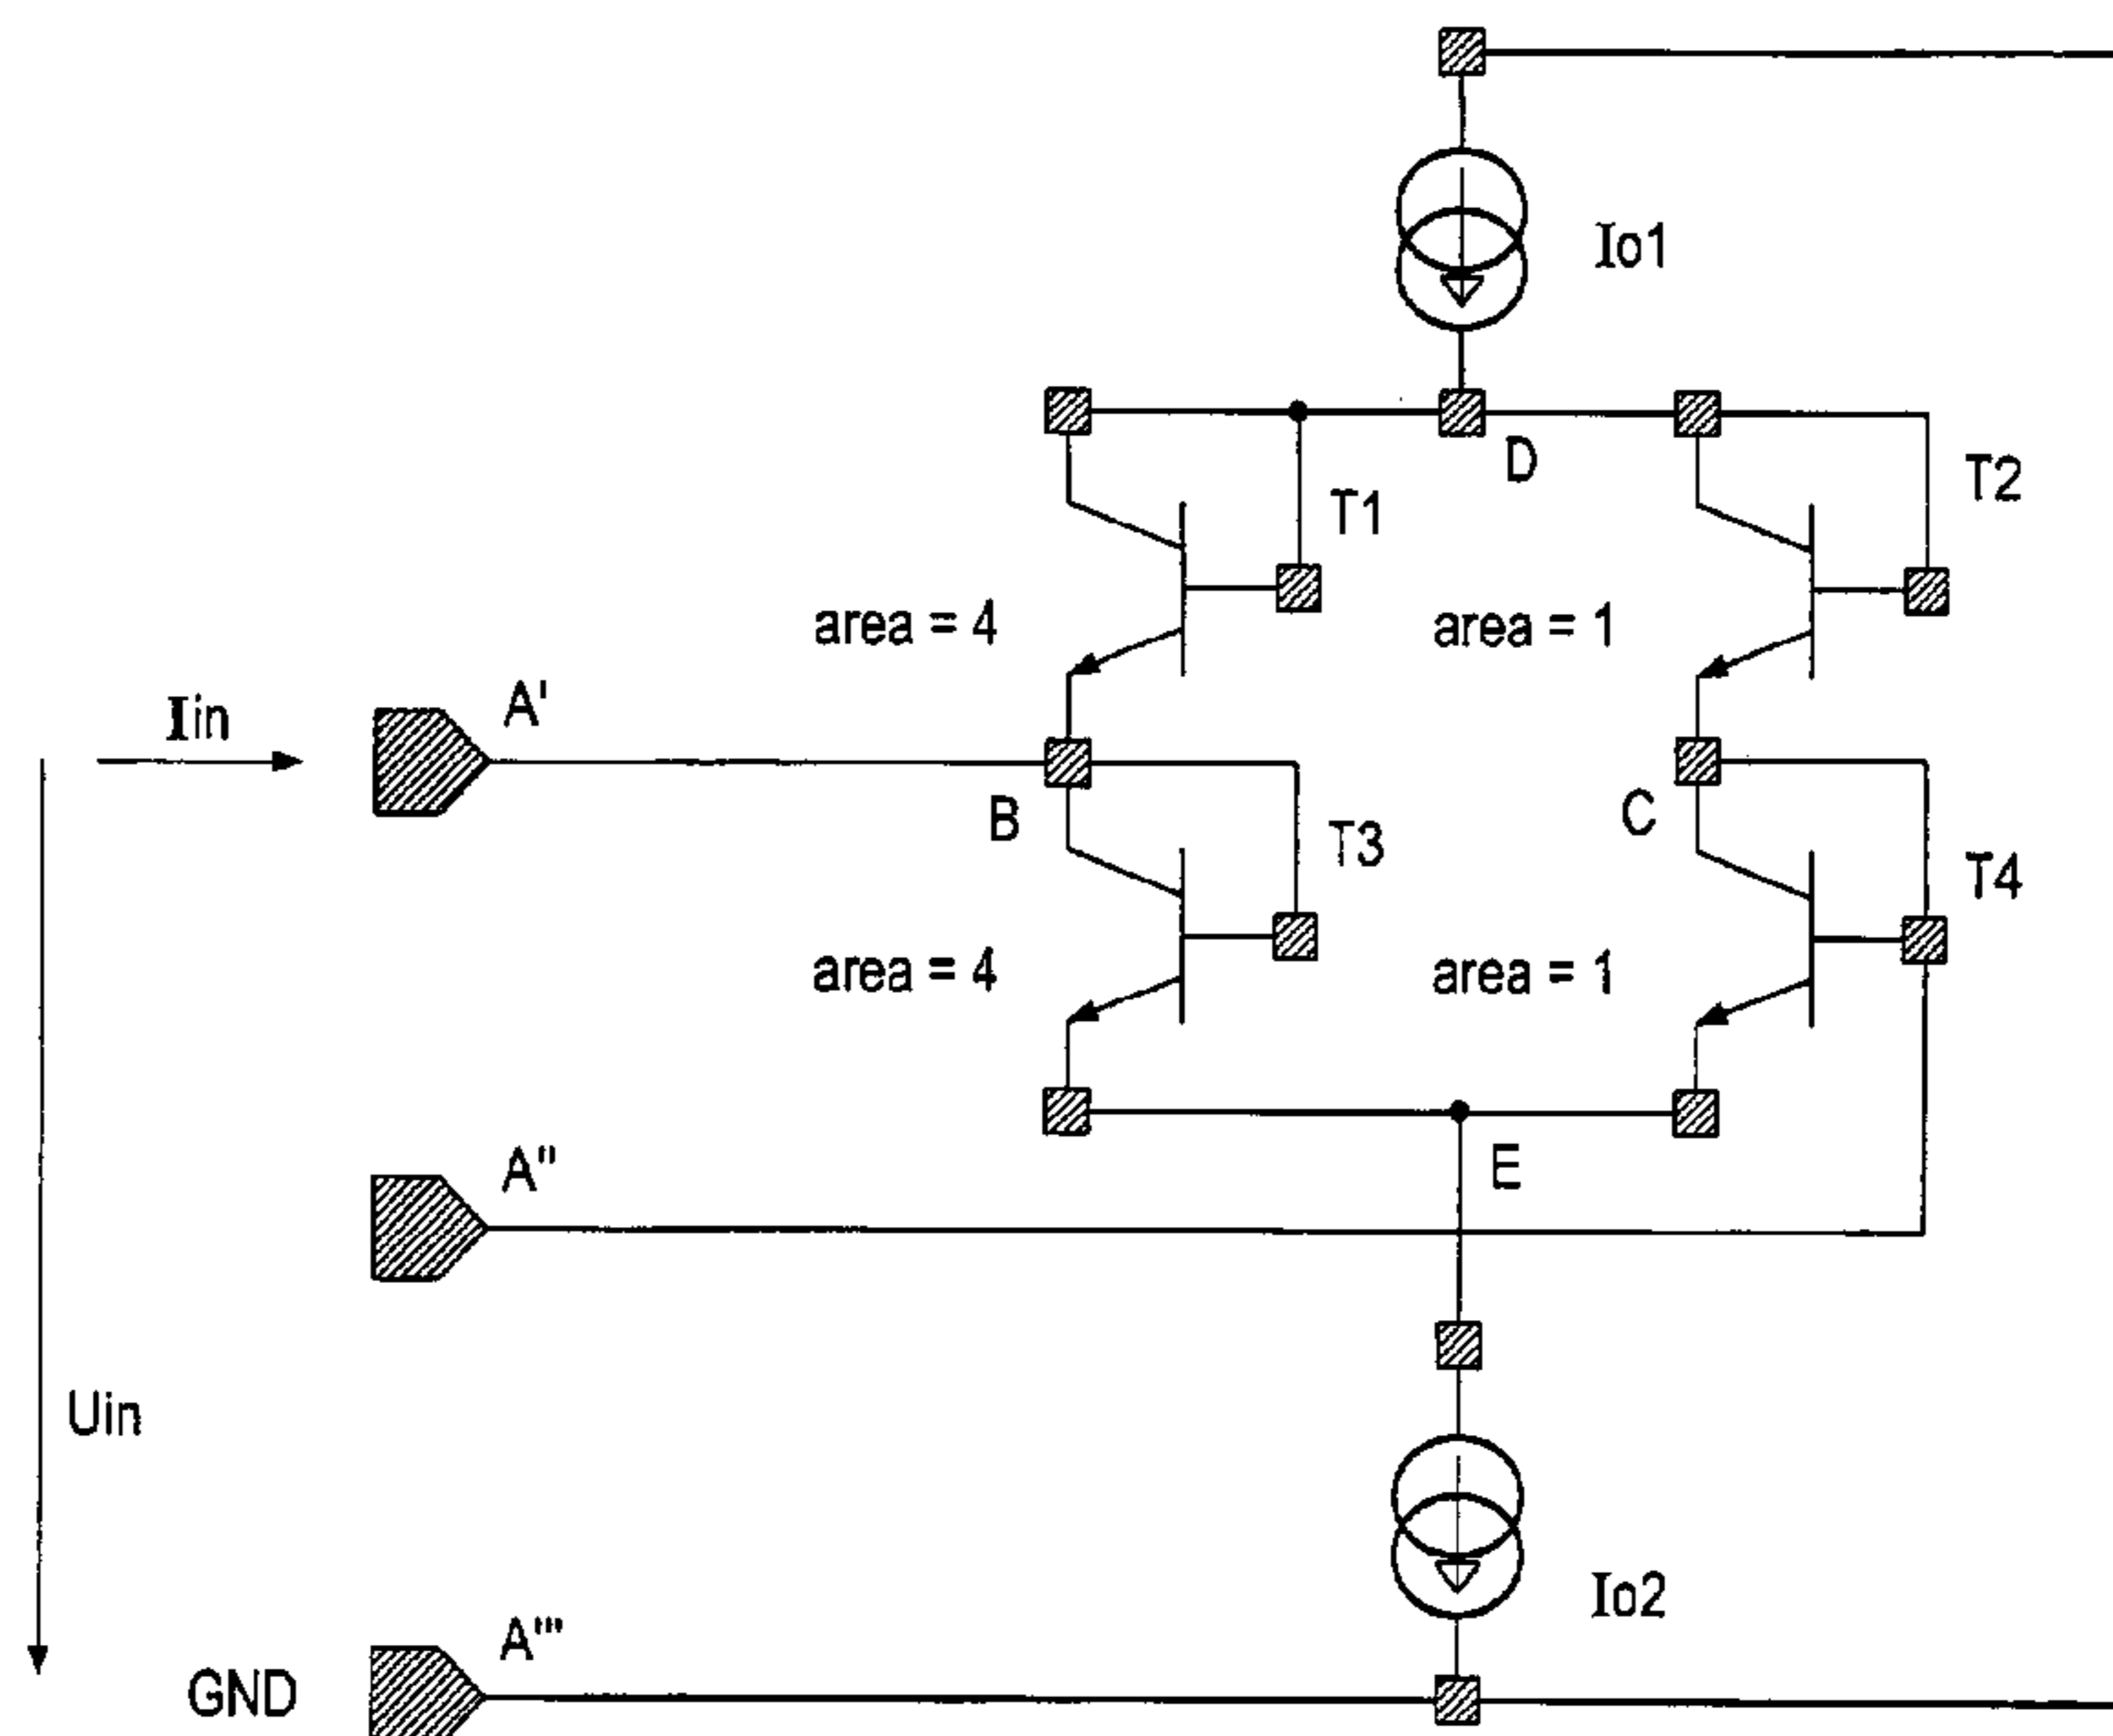 Io1
D
T1
T2
area = 4
area = 1
Iin
A'
B
C
T3
T4
area = 4
area = 1
A"
E
Uin
Io2
A'"
GND